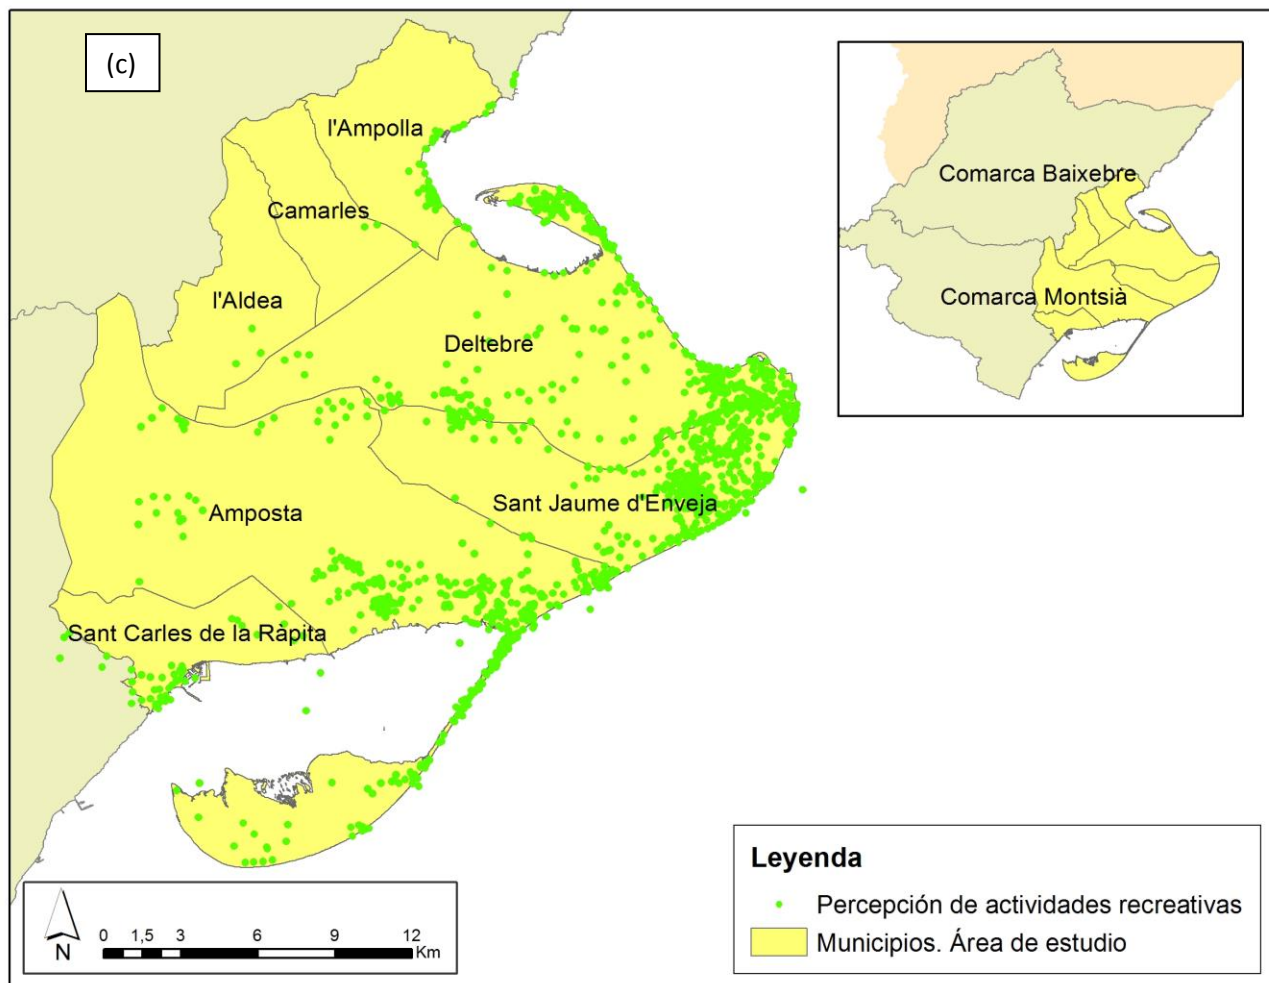 (c)
l'Ampolla
Camarles
l'Aldea
Deltebre
Sant Jaume d'Enveja
Amposta
Sant Carles de la Ràpita
Comarca Baixebre
Comarca Montsià
N
0 1,5 3 6 9 12
Km
Leyenda
Percepción de actividades recreativas
Municipios. Área de estudio